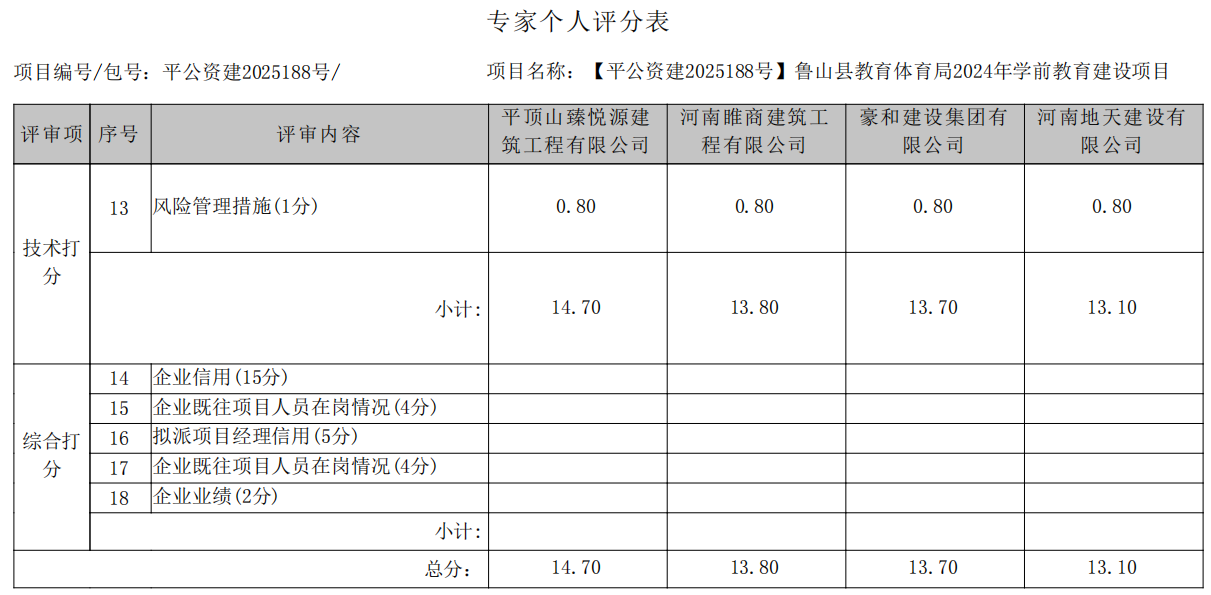 专家个人评分表
项目编号/包号：平公资建2025188号/
项目名称：【平公资建2025188号】鲁山县教育体育局2024年学前教育建设项目
评审项 序号 评审内容 平顶山臻悦源建筑工程有限公司 河南睢商建筑工程有限公司 豪和建设集团有限公司 河南地天建设有限公司
技术打分
13 风险管理措施(1分) 0.80 0.80 0.80 0.80
小计: 14.70 13.80 13.70 13.10
综合打分
14 企业信用(15分)
15 企业既往项目人员在岗情况(4分)
16 拟派项目经理信用(5分)
17 企业既往项目人员在岗情况(4分)
18 企业业绩(2分)
小计:
总分： 14.70 13.80 13.70 13.10